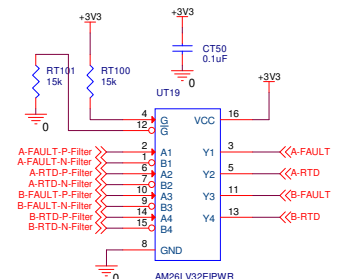 +3V3
+3V3
CT50
0.1uF
RT101
15k
RT100
15k
0
+3V3
0
UT19
4 G VCC 16
12 G
A-FAULT-P-Filter 2 A1 Y1 3 A-FAULT
A-FAULT-N-Filter 1 B1
A-RTD-P-Filter 6 A2 Y2 5 A-RTD
A-RTD-N-Filter 7 B2
B-FAULT-P-Filter 10 A3 Y3 11 B-FAULT
B-FAULT-N-Filter 9 B3
B-RTD-P-Filter 14 A4 Y4 13 B-RTD
B-RTD-N-Filter 15 B4
8 GND
0
AM26LV32EIPWR